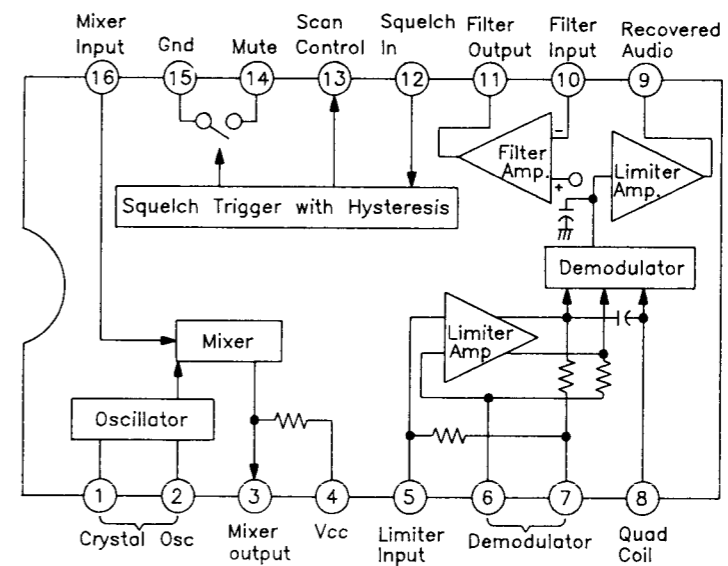 Mixer
Input
Gnd
Mute
Scan
Control
Squelch
In
Filter
Output
Filter
Input
Recovered
Audio
16
15
14
13
12
11
10
9
Filter
Amp.
-
+
Limiter
Amp.
Squelch Trigger with Hysteresis
Demodulator
Mixer
Limiter
Amp
Oscillator
1
2
3
4
5
6
7
8
Crystal Osc
Mixer
output
Vcc
Limiter
Input
Demodulator
Quad
Coil